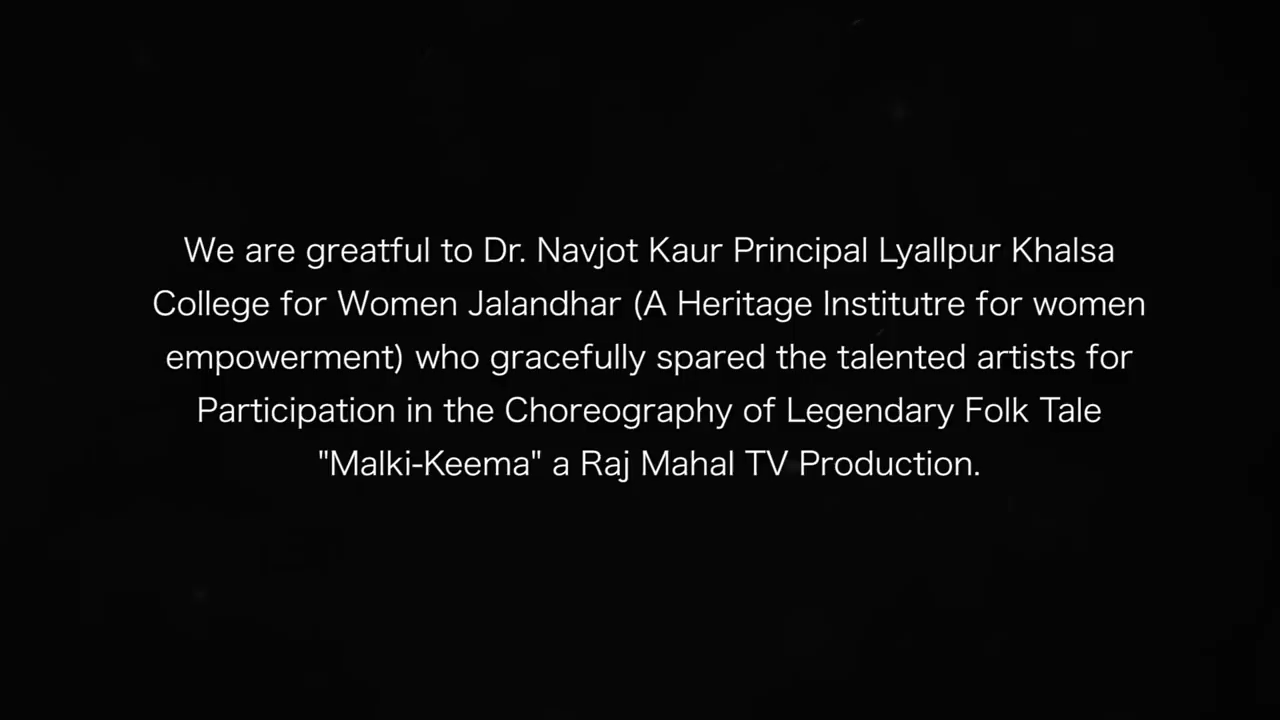 We are greatful to Dr. Navjot Kaur Principal Lyallpur Khalsa
College for Women Jalandhar (A Heritage Institutre for women
empowerment) who gracefully spared the talented artists for
Participation in the Choreography of Legendary Folk Tale
"Malki-Keema" a Raj Mahal TV Production.